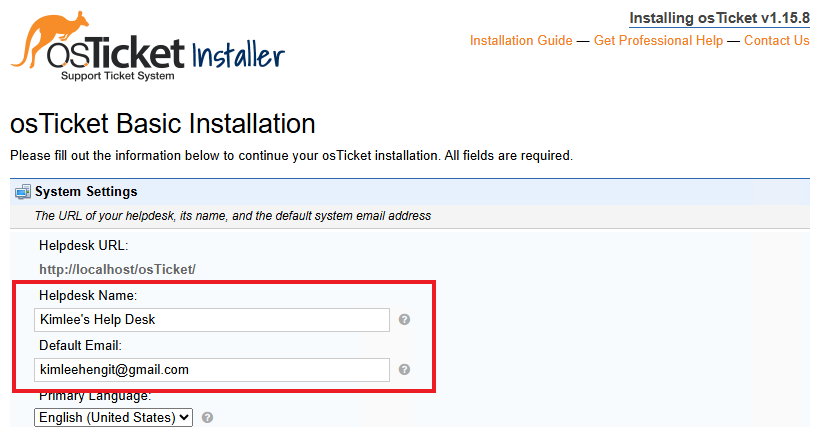 Installing osTicket v1.15.8
osTicket Installer
Support Ticket System
Installation Guide — Get Professional Help — Contact Us
osTicket Basic Installation
Please fill out the information below to continue your osTicket installation. All fields are required.
System Settings
The URL of your helpdesk, its name, and the default system email address
Helpdesk URL:
http://localhost/osTicket/
Helpdesk Name:
Kimlee's Help Desk
Default Email:
kimleehengit@gmail.com
Primary Language:
English (United States)